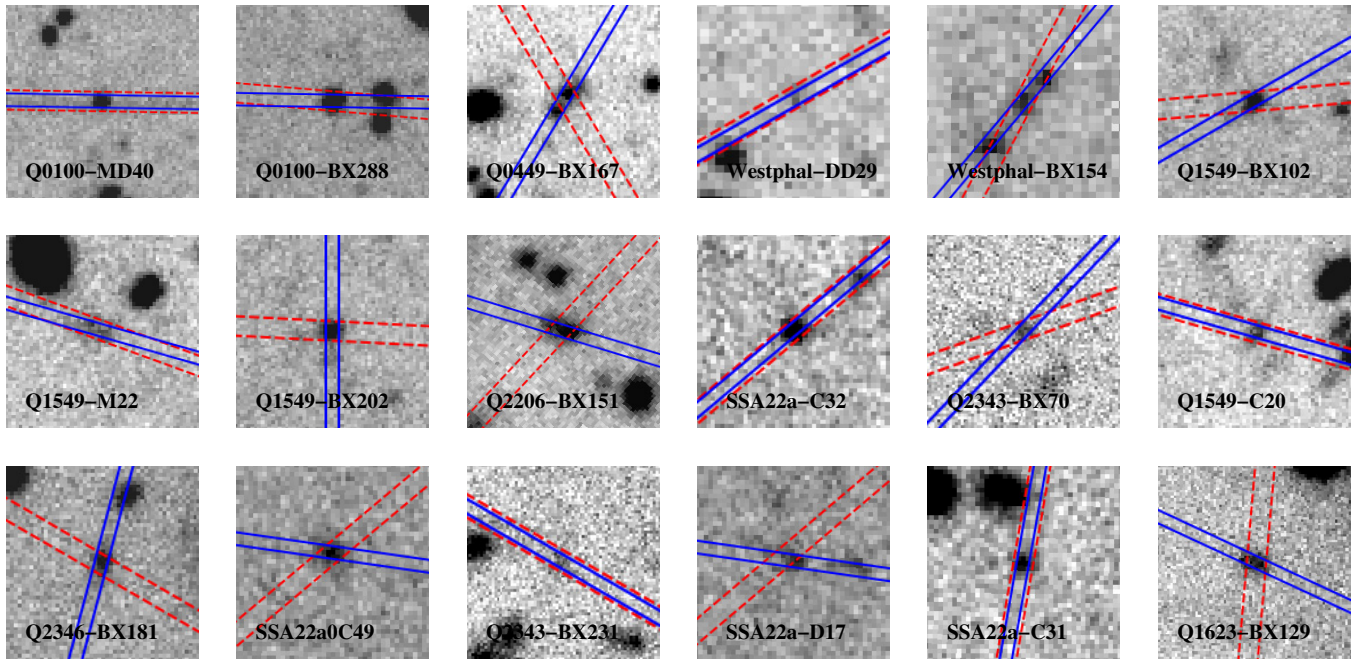 Q0100−MD40
Q0100−BX288
Q0449−BX167
Westphal−DD29
Westphal−BX154
Q1549−BX102
Q1549−M22
Q1549−BX202
Q2206−BX151
SSA22a−C32
Q2343−BX70
Q1549−C20
Q2346−BX181
SSA22a0C49
Q2343−BX231
SSA22a−D17
SSA22a−C31
Q1623−BX129